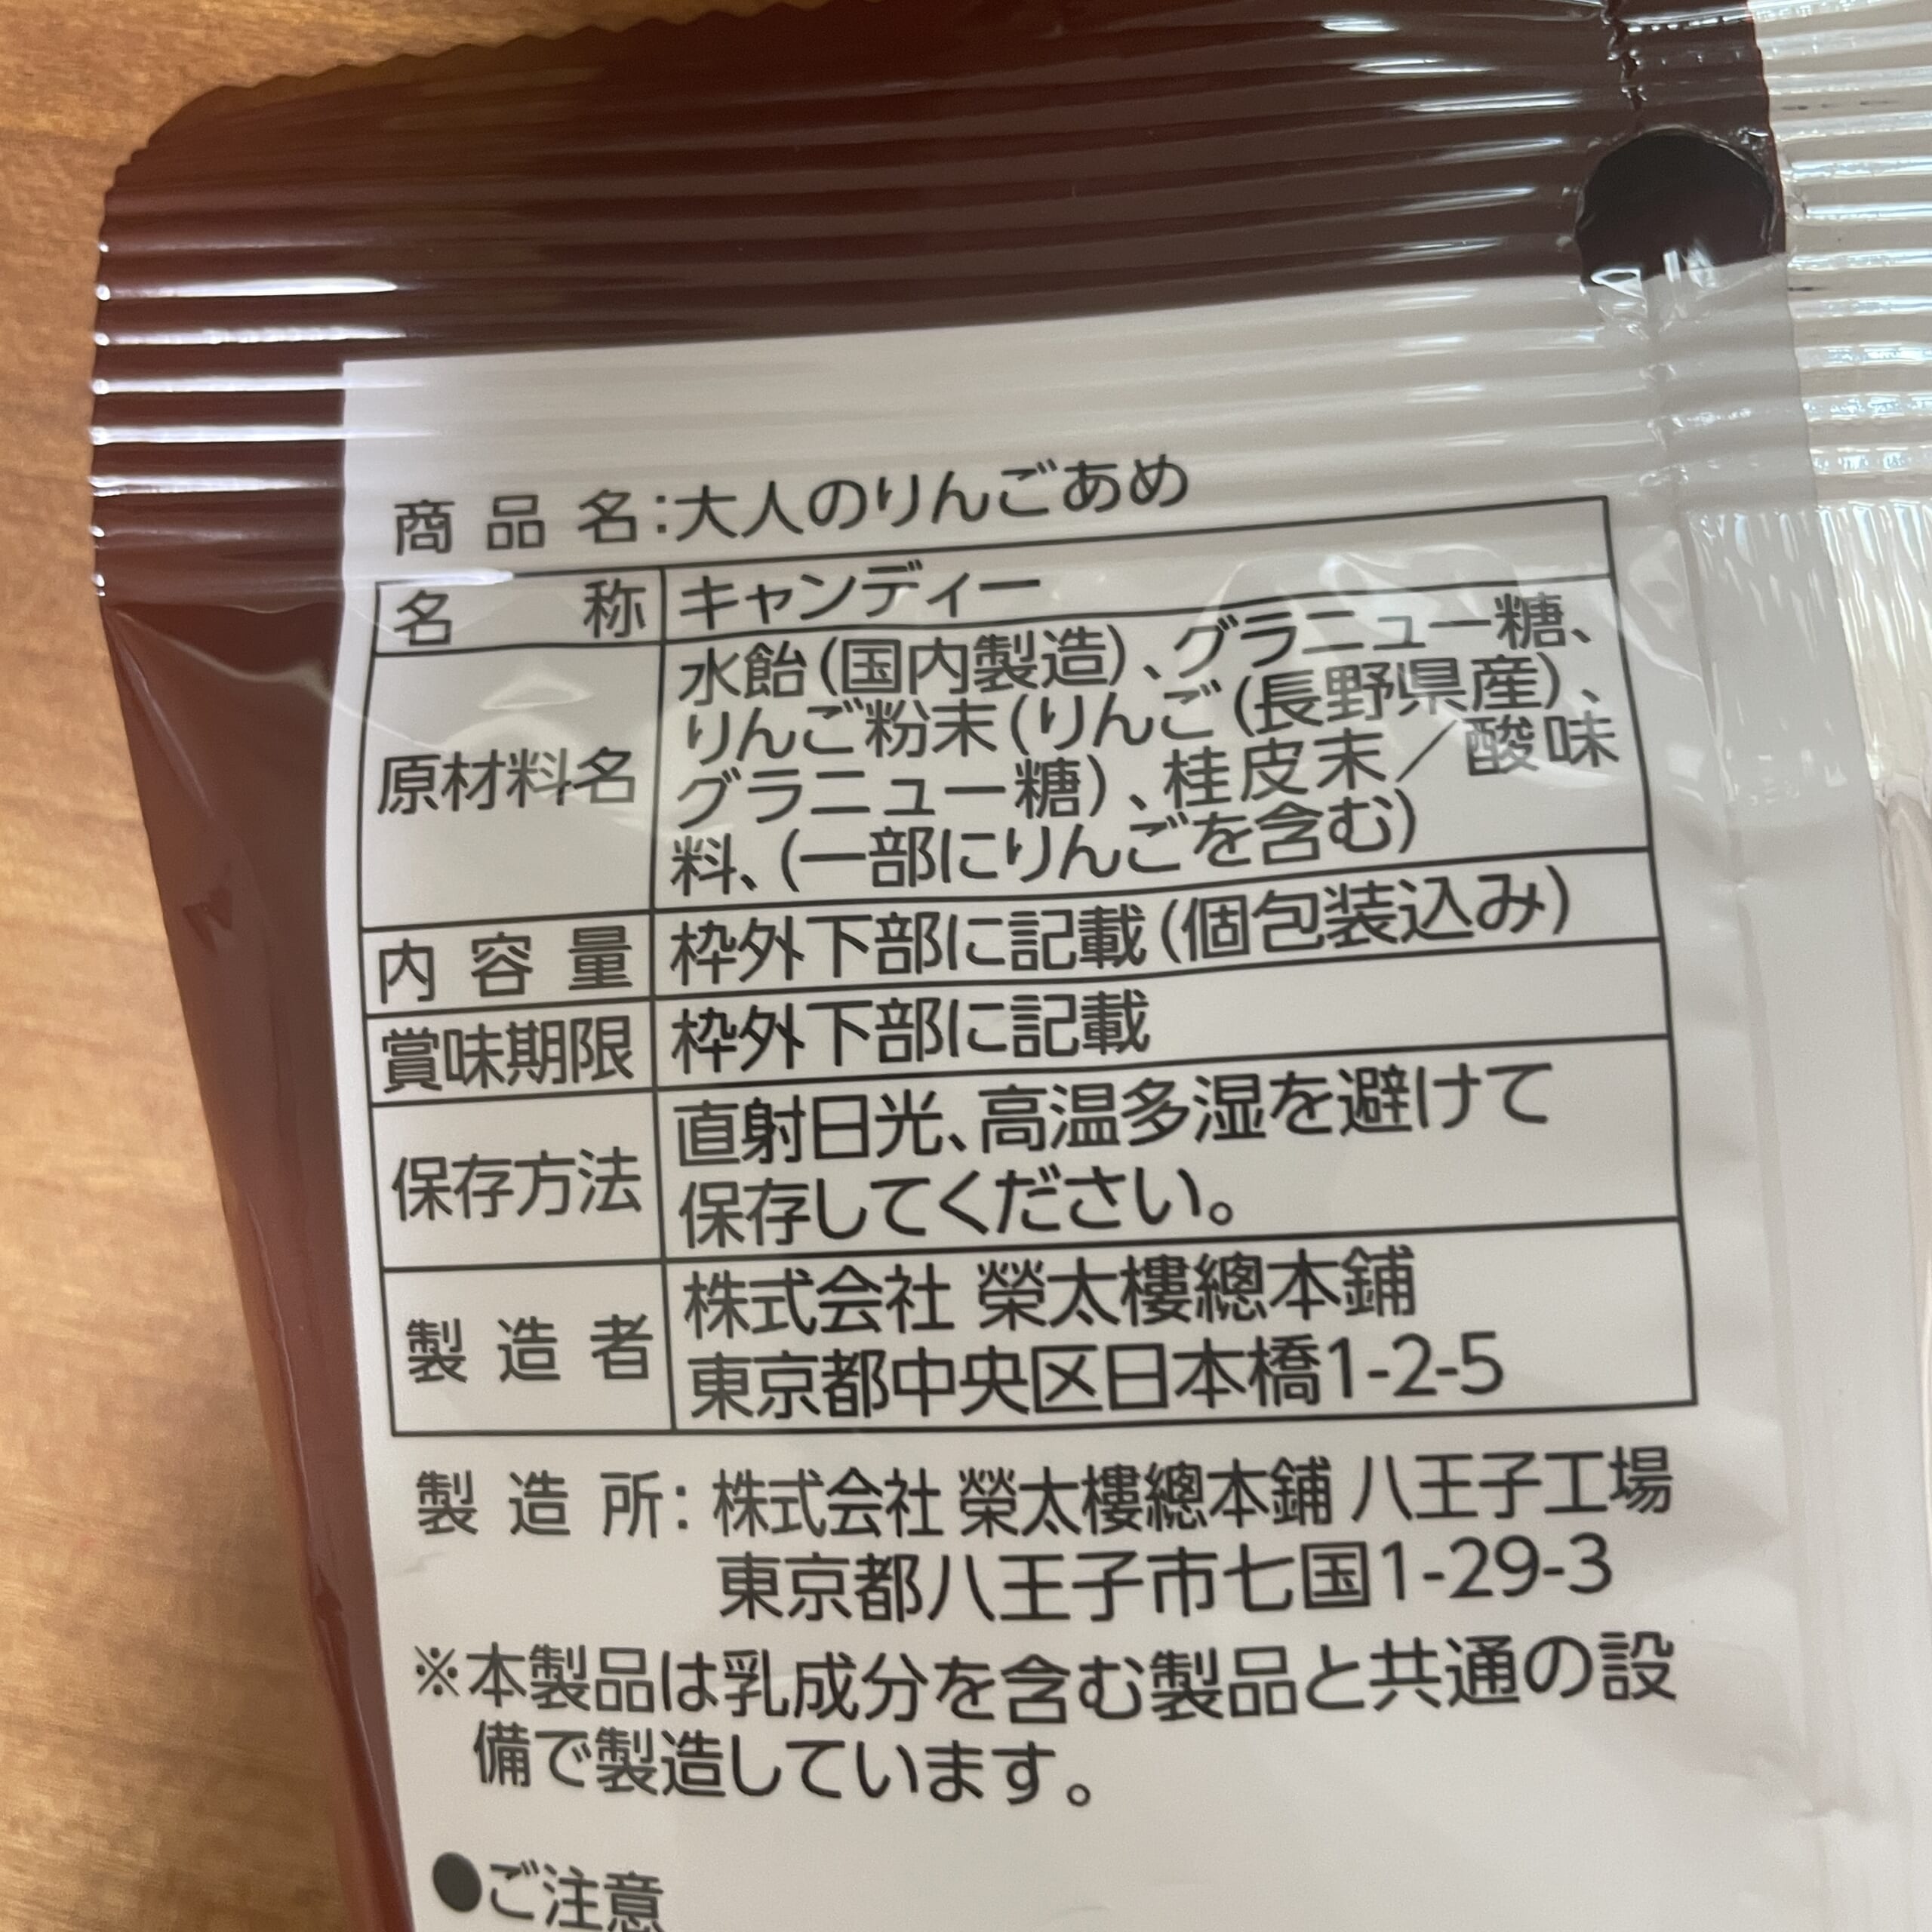 商品名:大人のりんごあめ
名称 キャンディー
原材料名 水飴(国内製造)、グラニュー糖、
りんご粉末(りんご(長野県産)、
グラニュー糖)、桂皮末/酸味
料、(一部にりんごを含む)
内容量 枠外下部に記載(個包装込み)
賞味期限 枠外下部に記載
保存方法 直射日光、高温多湿を避けて
保存してください。
製造者 株式会社 榮太樓總本鋪
東京都中央区日本橋1-2-5
製造所: 株式会社 榮太樓總本鋪 八王子工場
東京都八王子市七国1-29-3
※本製品は乳成分を含む製品と共通の設
備で製造しています。
●ご注意